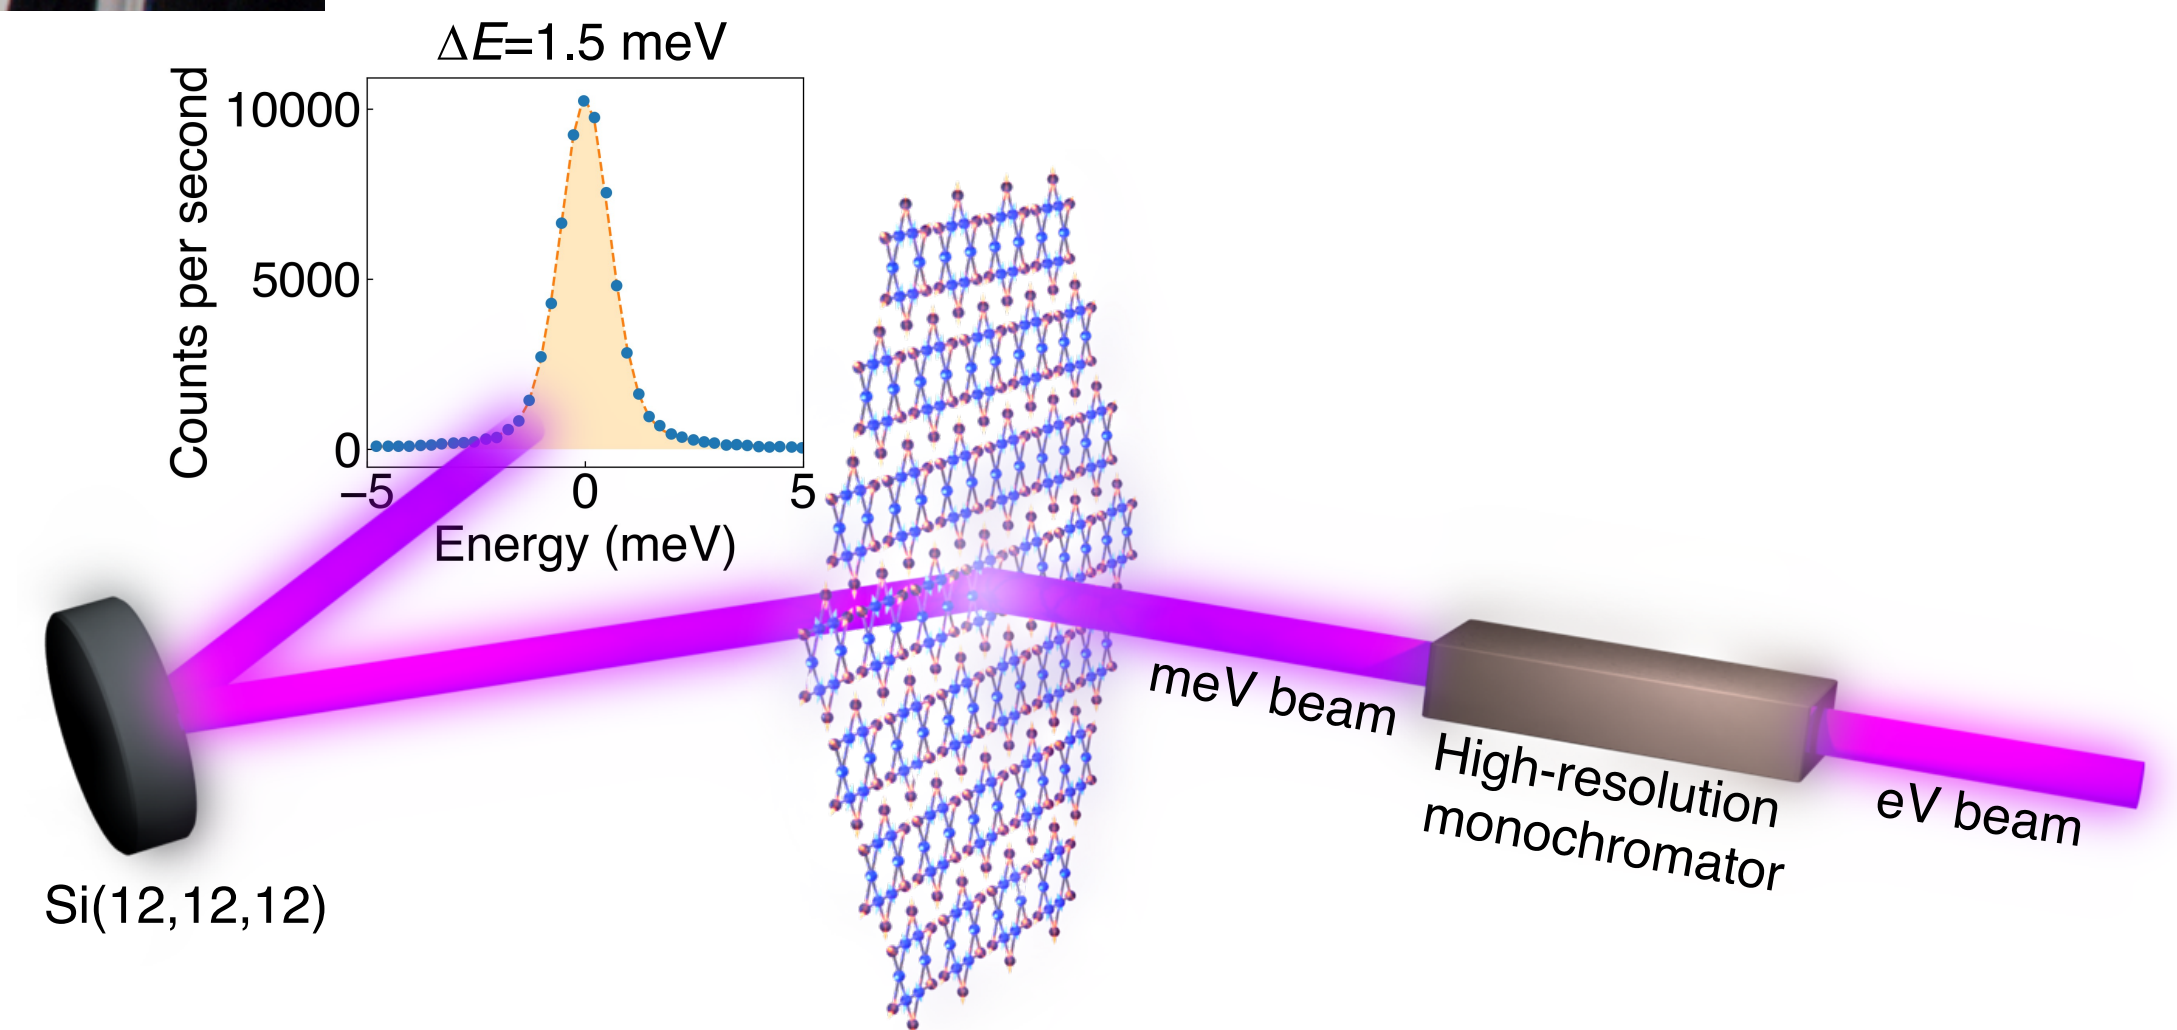 ΔE=1.5 meV
Counts per second
10000
5000
0
−5
0
5
Energy (meV)
meV beam
High-resolution
monochromator
eV beam
Si(12,12,12)